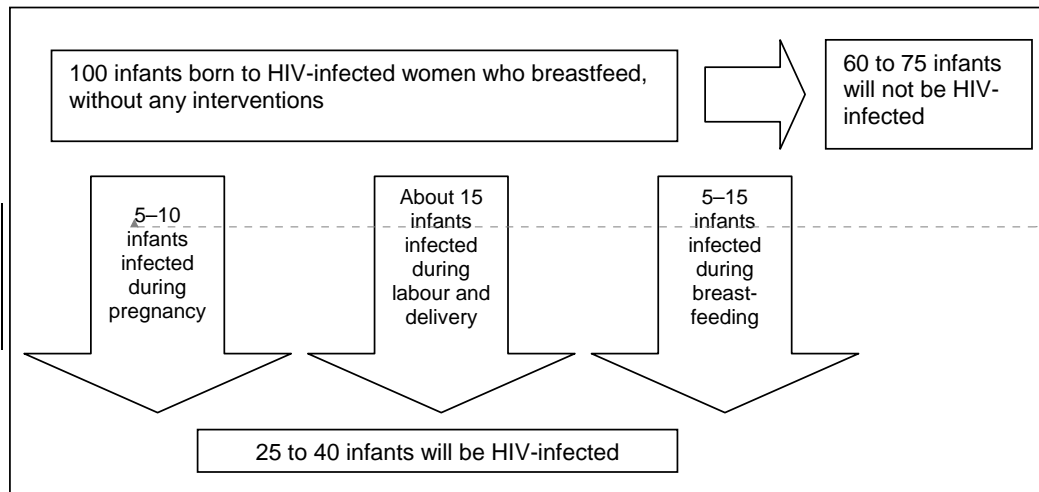 100 infants born to HIV-infected women who breastfeed,
without any interventions
60 to 75 infants
will not be HIV-
infected
5–10
infants
infected
during
pregnancy
About 15
infants
infected
during
labour and
delivery
5–15
infants
infected
during
breast-
feeding
25 to 40 infants will be HIV-infected